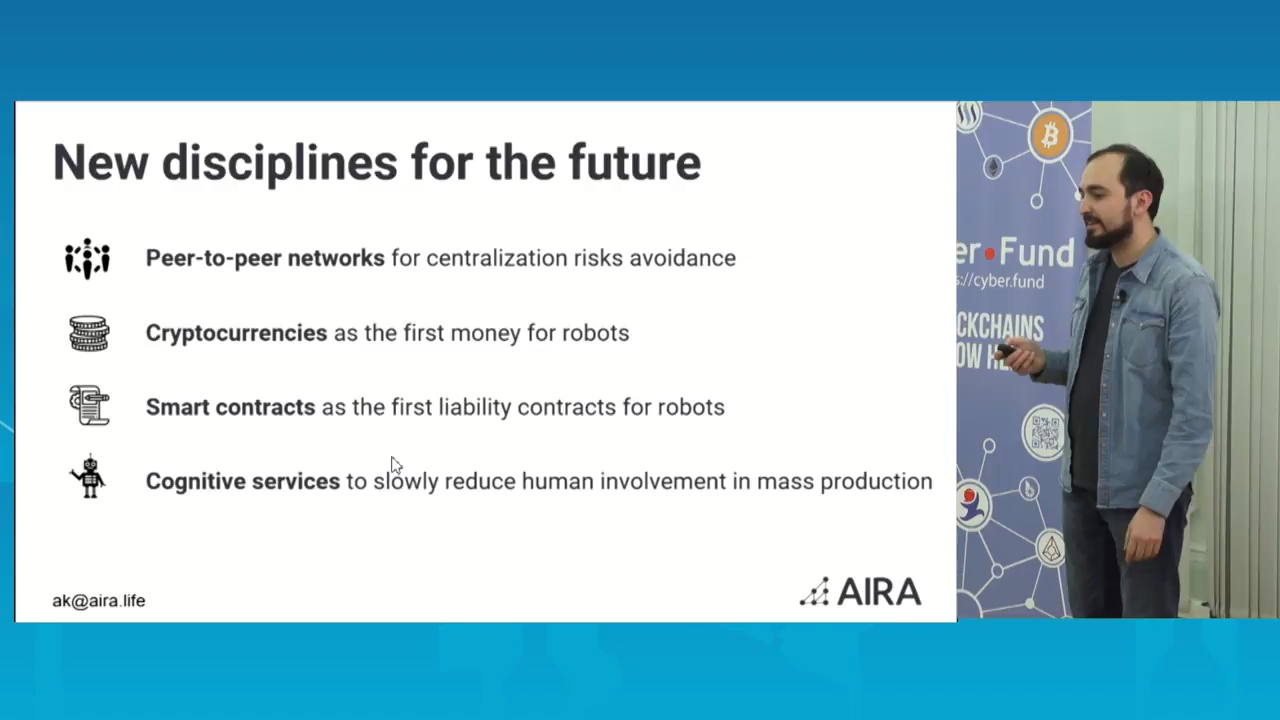 New disciplines for the future
Peer-to-peer networks for centralization risks avoidance
Cryptocurrencies as the first money for robots
Smart contracts as the first liability contracts for robots
Cognitive services to slowly reduce human involvement in mass production
ak@aira.life
AIRA
er•Fund
s://cyber.fund
CKCHAINS
OW HE